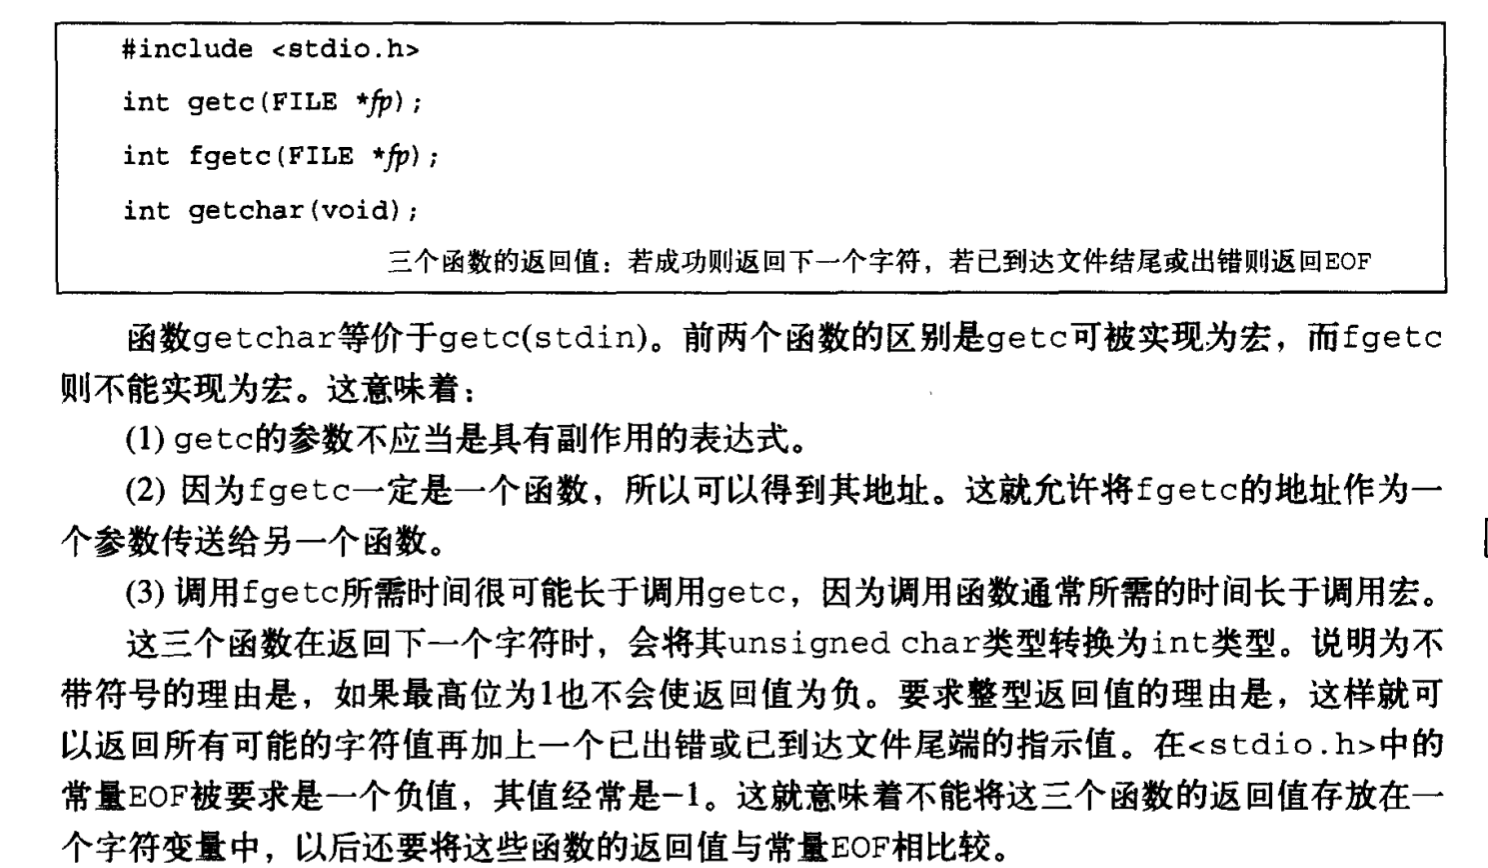 #include <stdio.h>
int getc(FILE *fp);
int fgetc(FILE *fp);
int getchar(void);
三个函数的返回值：若成功则返回下一个字符，若已到达文件结尾或出错则返回EOF
函数getchar等价于getc(stdin)。前两个函数的区别是getc可被实现为宏，而fgetc
则不能实现为宏。这意味着：
(1) getc的参数不应当是具有副作用的表达式。
(2) 因为fgetc一定是一个函数，所以可以得到其地址。这就允许将fgetc的地址作为一
个参数传送给另一个函数。
(3) 调用fgetc所需时间很可能长于调用getc，因为调用函数通常所需的时间长于调用宏。
这三个函数在返回下一个字符时，会将其unsigned char类型转换为int类型。说明为不
带符号的理由是，如果最高位为1也不会使返回值为负。要求整型返回值的理由是，这样就可
以返回所有可能的字符值再加上一个已出错或已到达文件尾端的指示值。在<stdio.h>中的
常量EOF被要求是一个负值，其值经常是-1。这就意味着不能将这三个函数的返回值存放在一
个字符变量中，以后还要将这些函数的返回值与常量EOF相比较。